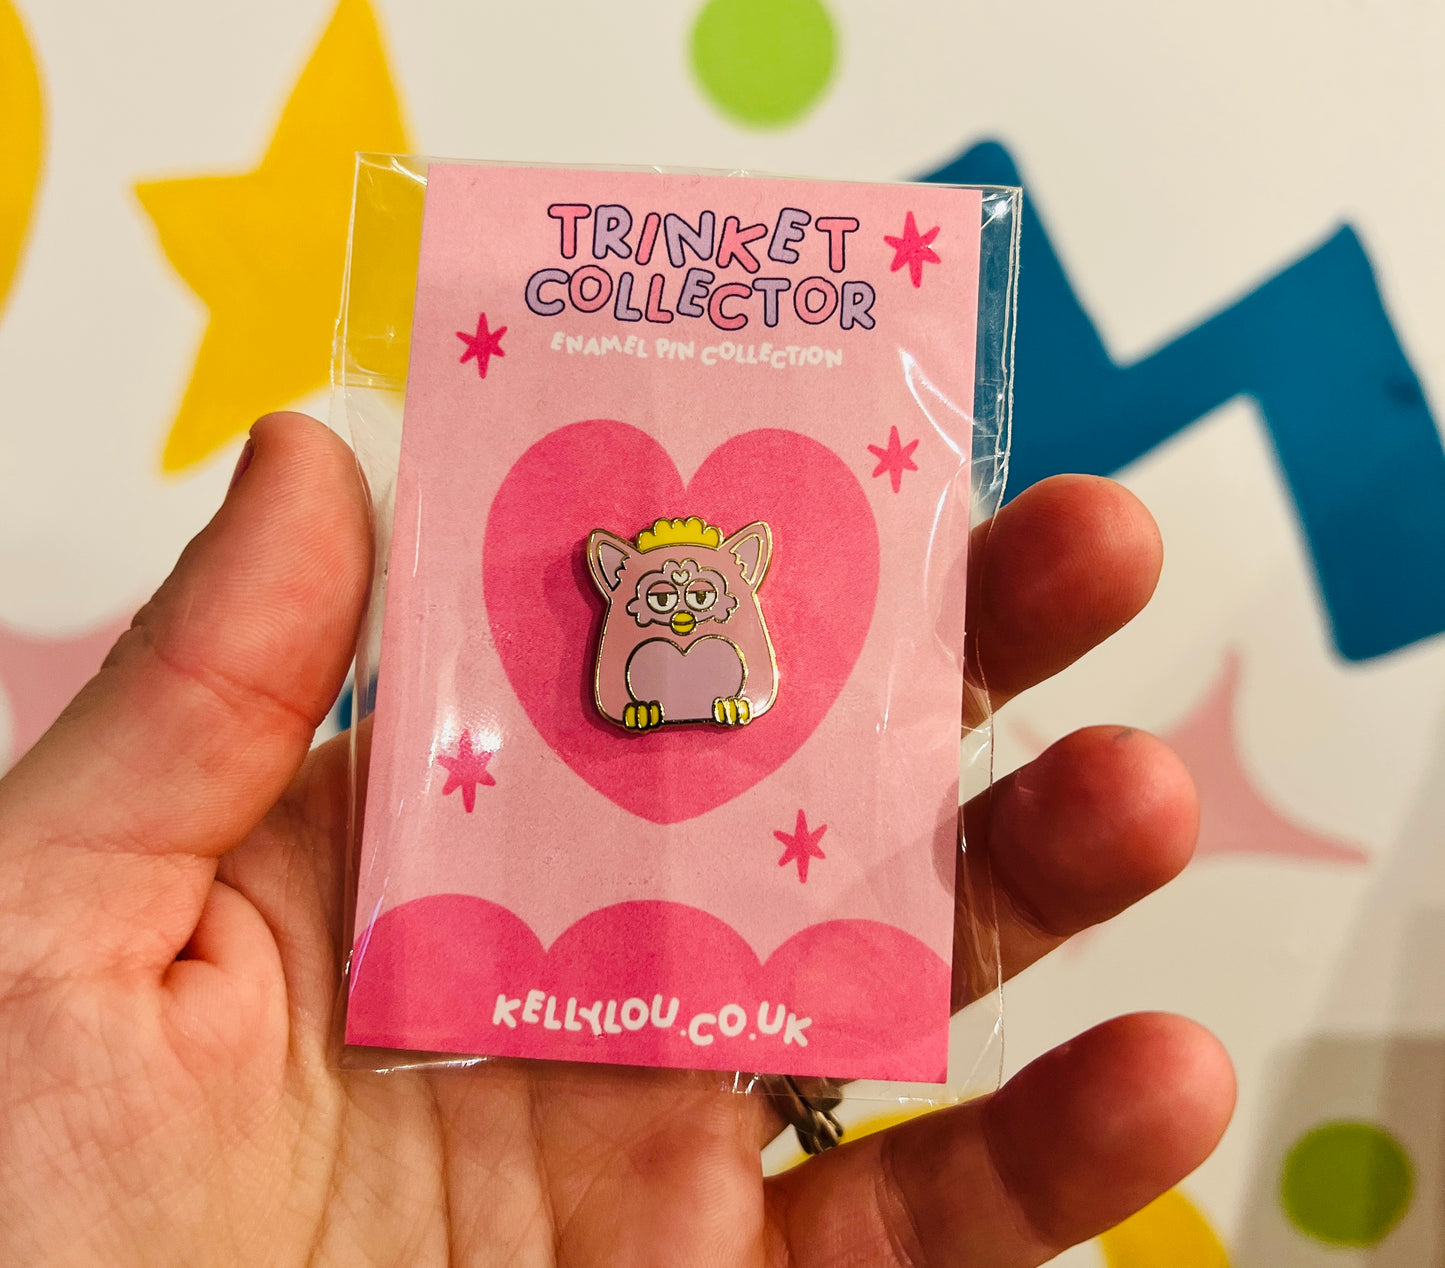 TRINKET
COLLECTOR
ENAMEL PIN COLLECTION
KELLYLOU.CO.UK